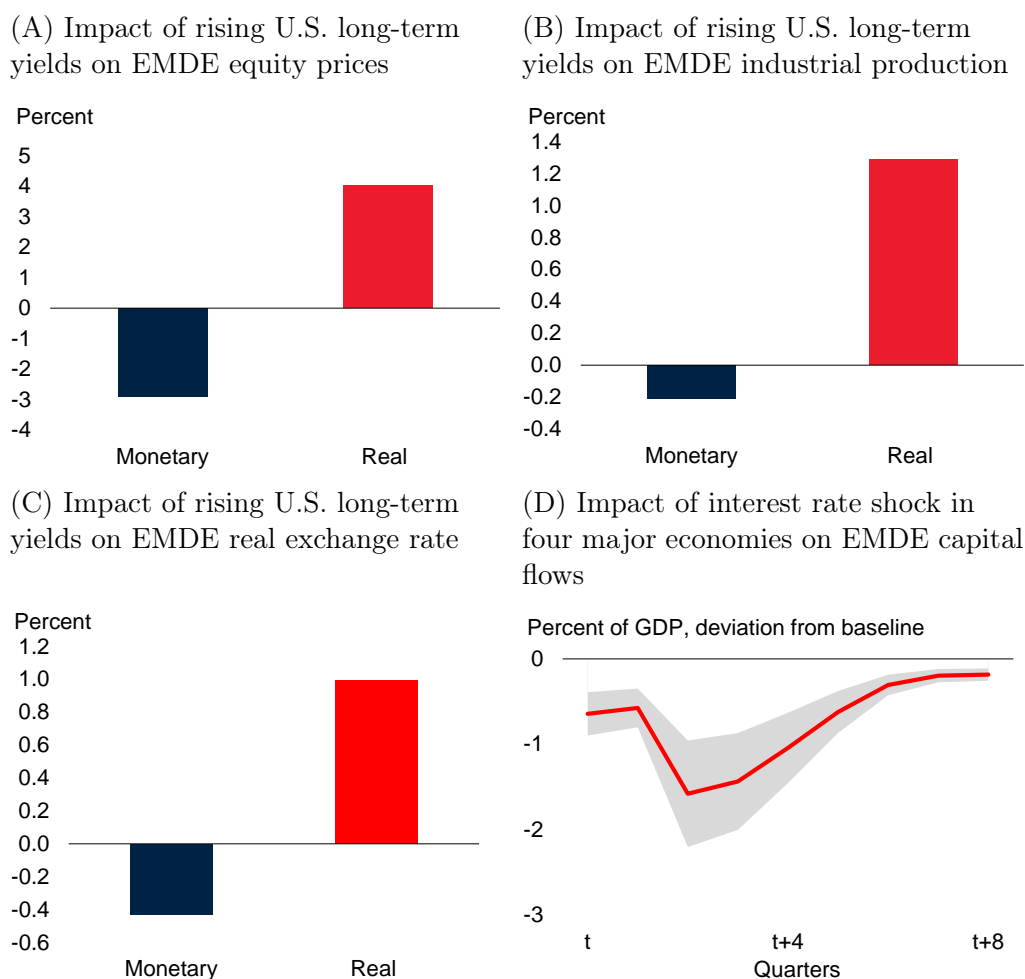 (A) Impact of rising U.S. long-term
yields on EMDE equity prices
Percent
5
4
3
2
1
0
-1
-2
-3
-4
Monetary Real
(B) Impact of rising U.S. long-term
yields on EMDE industrial production
Percent
1.4
1.2
1.0
0.8
0.6
0.4
0.2
0.0
-0.2
-0.4
Monetary Real
(C) Impact of rising U.S. long-term
yields on EMDE real exchange rate
Percent
1.2
1.0
0.8
0.6
0.4
0.2
0.0
-0.2
-0.4
-0.6
Monetary Real
(D) Impact of interest rate shock in
four major economies on EMDE capital
flows
Percent of GDP, deviation from baseline
0
-1
-2
-3
t t+4 t+8
Quarters